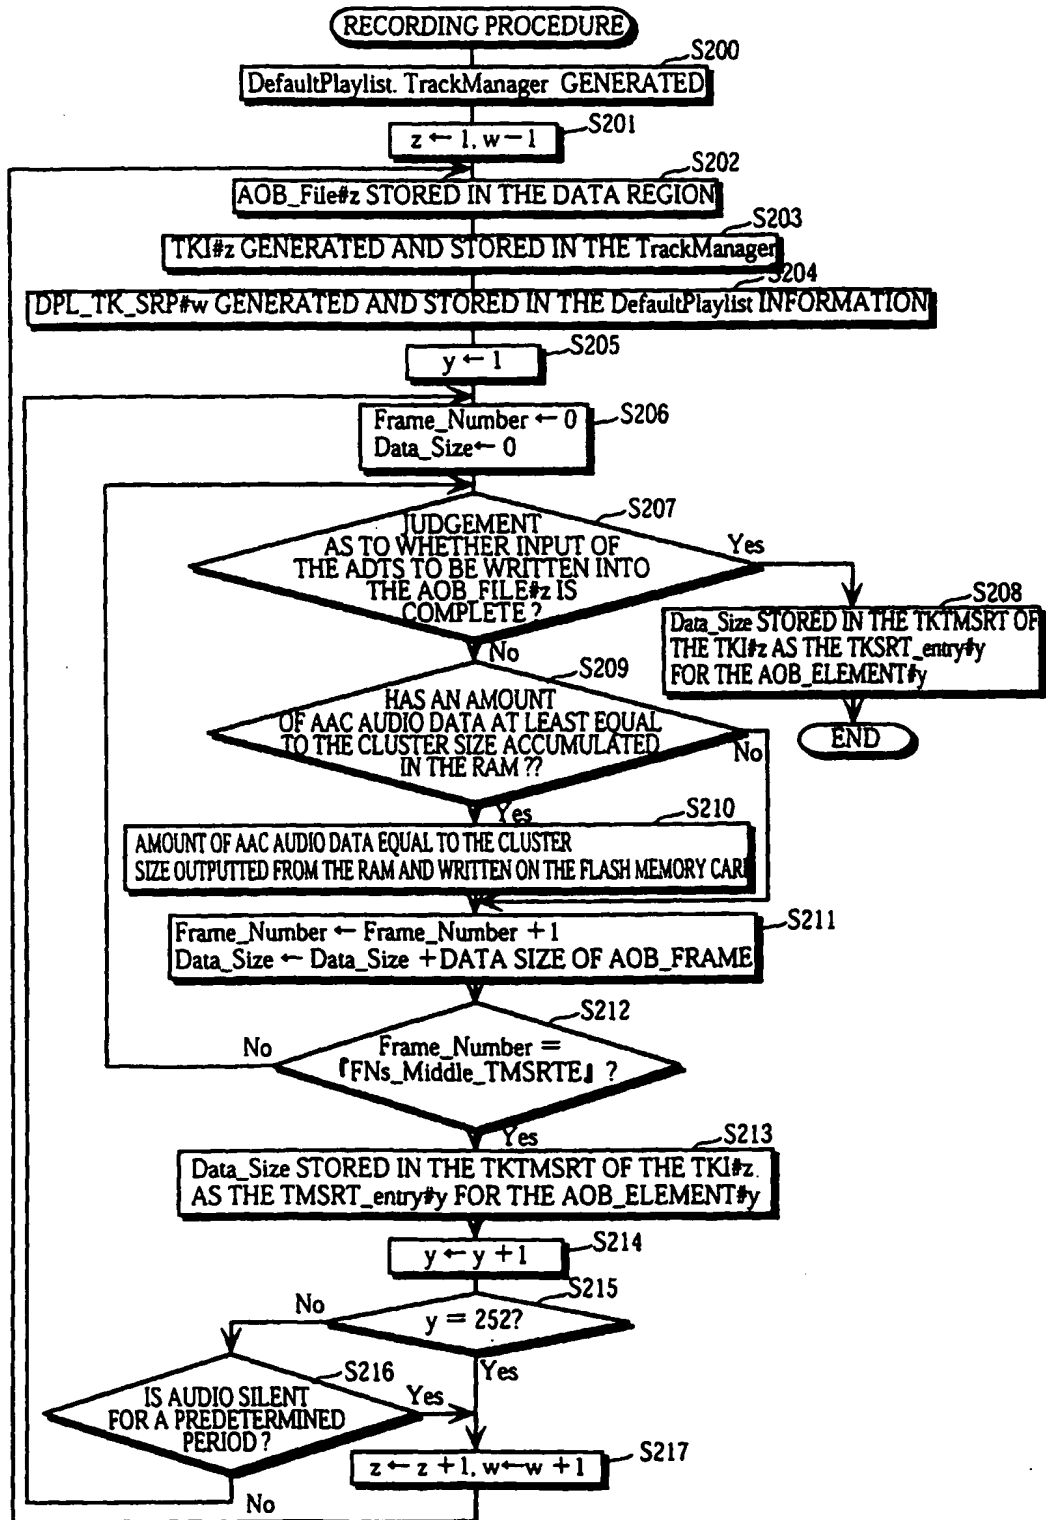 RECORDING PROCEDURE
S200
DefaultPlaylist. TrackManager GENERATED
S201
z ← 1, w─1
S202
AOB_File#z STORED IN THE DATA REGION
S203
TKI#z GENERATED AND STORED IN THE TrackManager
S204
DPL_TK_SRP#w GENERATED AND STORED IN THE DefaultPlaylist INFORMATION
S205
y ← 1
S206
Frame_Number ← 0
Data_Size← 0
S207
JUDGEMENT
AS TO WHETHER INPUT OF
THE ADTS TO BE WRITTEN INTO
THE AOB_FILE#z IS
COMPLETE ?
Yes
No
S208
Data_Size STORED IN THE TKTMSRT OF
THE TKI#z AS THE TKSRT_entry#y
FOR THE AOB_ELEMENT#y
END
S209
HAS AN AMOUNT
OF AAC AUDIO DATA AT LEAST EQUAL
TO THE CLUSTER SIZE ACCUMULATED
IN THE RAM ??
No
Yes
S210
AMOUNT OF AAC AUDIO DATA EQUAL TO THE CLUSTER
SIZE OUTPUTTED FROM THE RAM AND WRITTEN ON THE FLASH MEMORY CARD
S211
Frame_Number ← Frame_Number +1
Data_Size ← Data_Size +DATA SIZE OF AOB_FRAME
S212
Frame_Number =
『FNs_Middle_TMSRTE』 ?
No
Yes
S213
Data_Size STORED IN THE TKTMSRT OF THE TKI#z.
AS THE TMSRT_entry#y FOR THE AOB_ELEMENT#y
S214
y ← y +1
S215
y = 252?
No
Yes
S216
IS AUDIO SILENT
FOR A PREDETERMINED
PERIOD ?
Yes
No
S217
z ← z +1, w←w +1